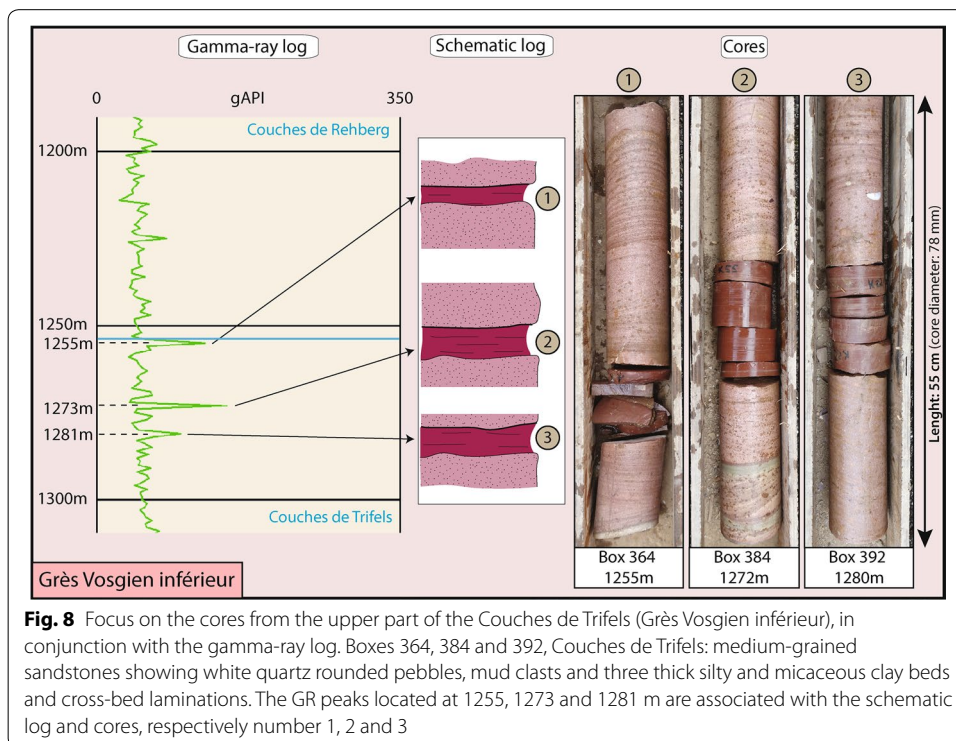 Gamma-ray log
Schematic log
Cores
0 gAPI 350
Couches de Rehberg
1200m
1250m
1255m
1273m
1281m
1300m
Couches de Trifels
Grès Vosgien inférieur
1
2
3
1
2
3
Box 364
1255m
Box 384
1272m
Box 392
1280m
Lenght: 55 cm (core diameter: 78 mm)
Fig. 8 Focus on the cores from the upper part of the Couches de Trifels (Grès Vosgien inférieur), in
conjunction with the gamma-ray log. Boxes 364, 384 and 392, Couches de Trifels: medium-grained
sandstones showing white quartz rounded pebbles, mud clasts and three thick silty and micaceous clay beds
and cross-bed laminations. The GR peaks located at 1255, 1273 and 1281 m are associated with the schematic
log and cores, respectively number 1, 2 and 3